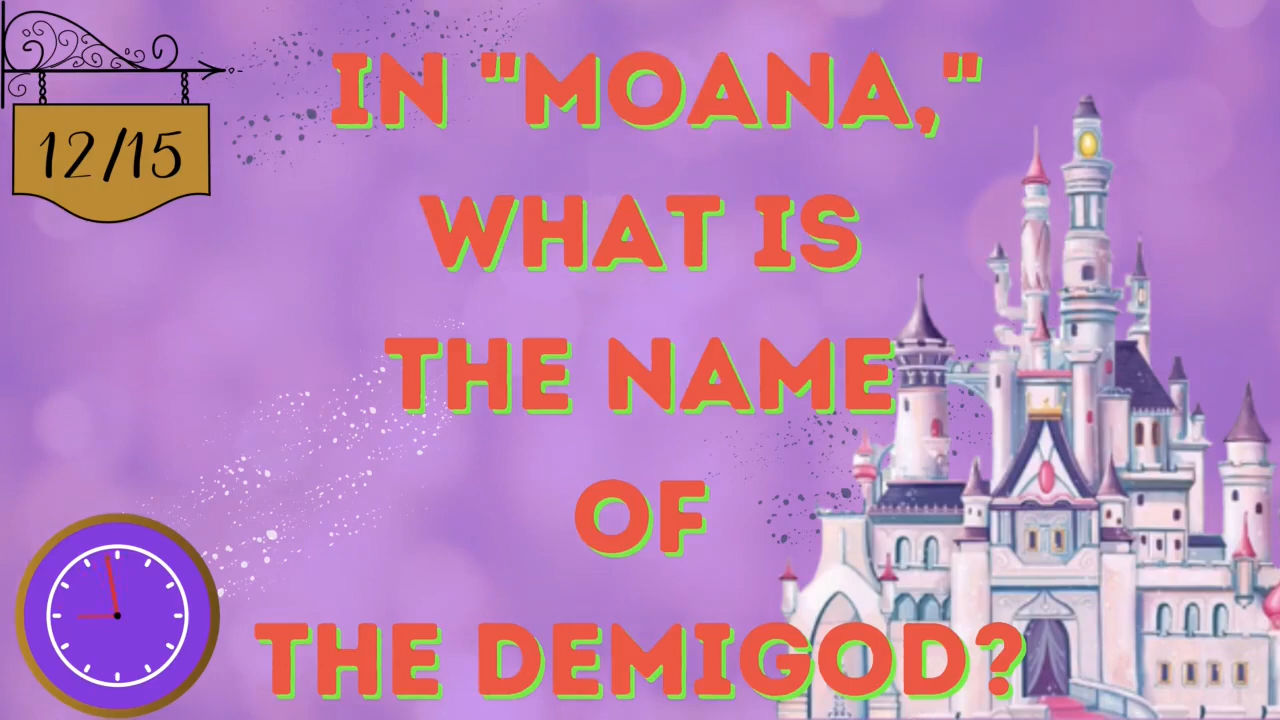 12/15
IN "MOANA,"
WHAT IS
THE NAME
OF
THE DEMIGOD?